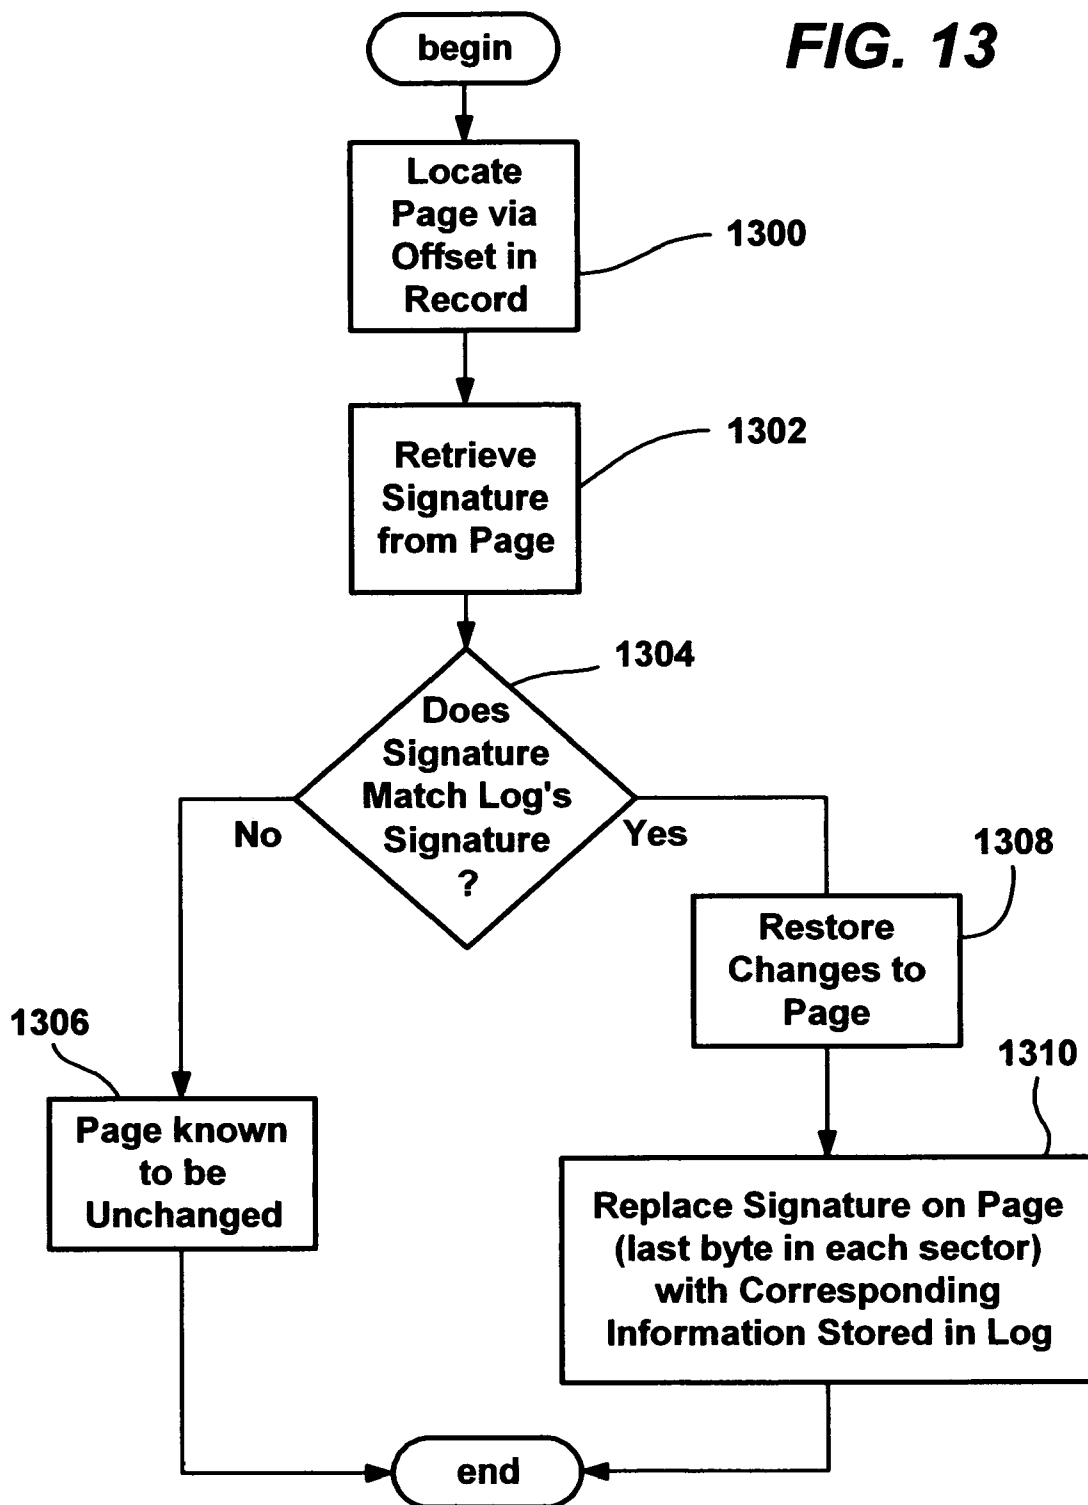 FIG. 13
begin
Locate
Page via
Offset in
Record
1300
Retrieve
Signature
from Page
1302
1304
Does
Signature
Match Log's
Signature
?
No
Yes
1308
Restore
Changes to
Page
1306
Page known
to be
Unchanged
1310
Replace Signature on Page
(last byte in each sector)
with Corresponding
Information Stored in Log
end